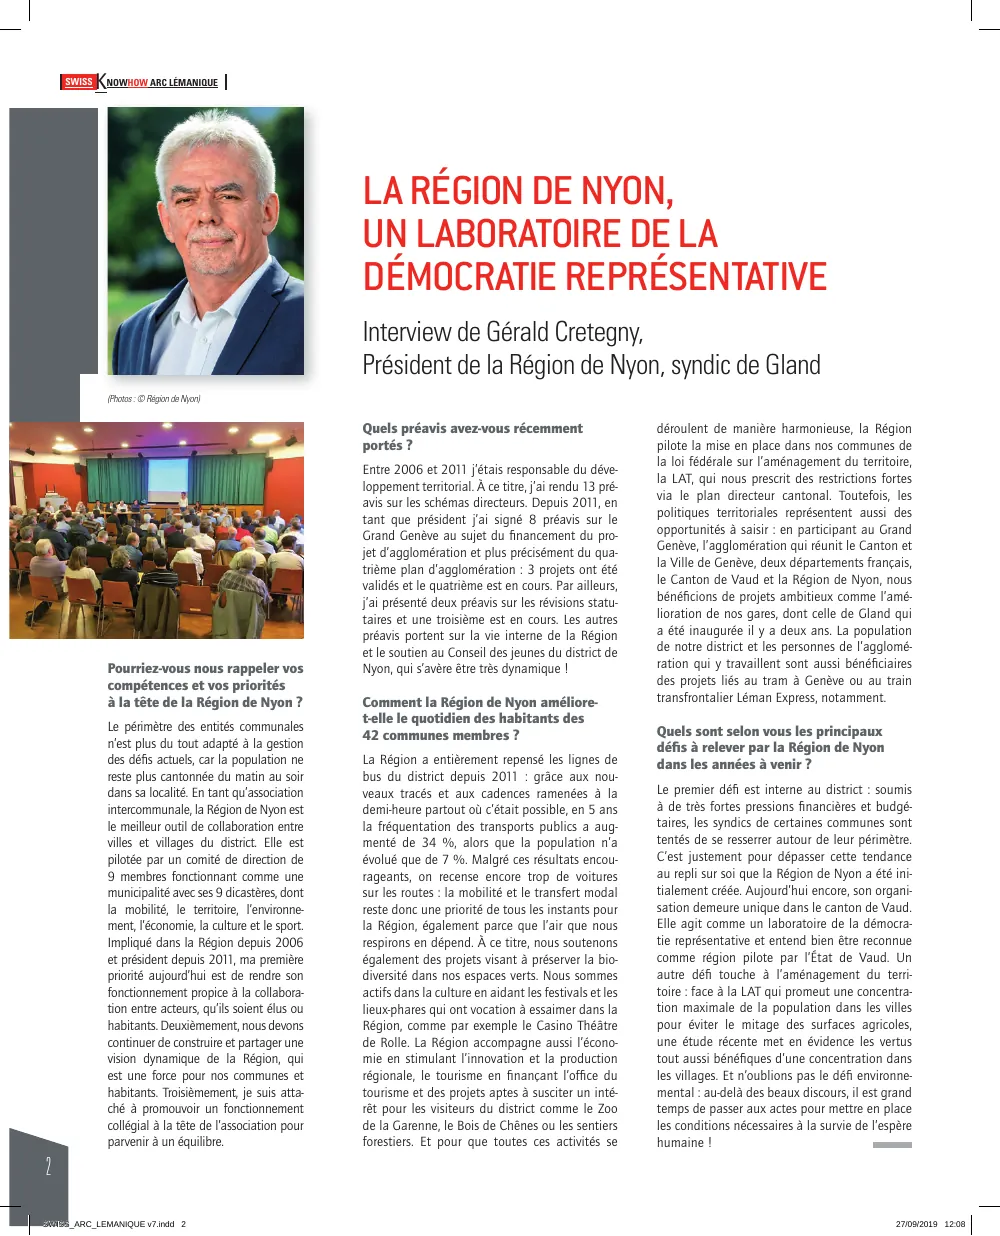 SWISS KNOWHOW ARC LÉMANIQUE
LA RÉGION DE NYON,
UN LABORATOIRE DE LA
DÉMOCRATIE REPRÉSENTATIVE
Interview de Gérald Cretegny,
Président de la Région de Nyon, syndic de Gland
(Photos : © Région de Nyon)
Pourriez-vous nous rappeler vos
compétences et vos priorités
à la tête de la Région de Nyon ?
Le périmètre des entités communales
n’est plus du tout adapté à la gestion
des défis actuels, car la population ne
reste plus cantonnée du matin au soir
dans sa localité. En tant qu’association
intercommunale, la Région de Nyon est
le meilleur outil de collaboration entre
villes et villages du district. Elle est
pilotée par un comité de direction de
9 membres fonctionnant comme une
municipalité avec ses 9 dicastères, dont
la mobilité, le territoire, l’environne-
ment, l’économie, la culture et le sport.
Impliqué dans la Région depuis 2006
et président depuis 2011, ma première
priorité aujourd’hui est de rendre son
fonctionnement propice à la collabora-
tion entre acteurs, qu’ils soient élus ou
habitants. Deuxièmement, nous devons
continuer de construire et partager une
vision dynamique de la Région, qui
est une force pour nos communes et
habitants. Troisièmement, je suis atta-
ché à promouvoir un fonctionnement
collégial à la tête de l’association pour
parvenir à un équilibre.
Quels préavis avez-vous récemment
portés ?
Entre 2006 et 2011 j’étais responsable du déve-
loppement territorial. À ce titre, j’ai rendu 13 pré-
avis sur les schémas directeurs. Depuis 2011, en
tant que président j’ai signé 8 préavis sur le
Grand Genève au sujet du financement du pro-
jet d’agglomération et plus précisément du qua-
trième plan d’agglomération : 3 projets ont été
validés et le quatrième est en cours. Par ailleurs,
j’ai présenté deux préavis sur les révisions statu-
taires et une troisième est en cours. Les autres
préavis portent sur la vie interne de la Région
et le soutien au Conseil des jeunes du district de
Nyon, qui s’avère être très dynamique !
Comment la Région de Nyon améliore-
t-elle le quotidien des habitants des
42 communes membres ?
La Région a entièrement repensé les lignes de
bus du district depuis 2011 : grâce aux nou-
veaux tracés et aux cadences ramenées à la
demi-heure partout où c’était possible, en 5 ans
la fréquentation des transports publics a aug-
menté de 34 %, alors que la population n’a
évolué que de 7 %. Malgré ces résultats encou-
rageants, on recense encore trop de voitures
sur les routes : la mobilité et le transfert modal
reste donc une priorité de tous les instants pour
la Région, également parce que l’air que nous
respirons en dépend. À ce titre, nous soutenons
également des projets visant à préserver la bio-
diversité dans nos espaces verts. Nous sommes
actifs dans la culture en aidant les festivals et les
lieux-phares qui ont vocation à essaimer dans la
Région, comme par exemple le Casino Théâtre
de Rolle. La Région accompagne aussi l’écono-
mie en stimulant l’innovation et la production
régionale, le tourisme en finançant l’office du
tourisme et des projets aptes à susciter un inté-
rêt pour les visiteurs du district comme le Zoo
de la Garenne, le Bois de Chênes ou les sentiers
forestiers. Et pour que toutes ces activités se
déroulent de manière harmonieuse, la Région
pilote la mise en place dans nos communes de
la loi fédérale sur l’aménagement du territoire,
la LAT, qui nous prescrit des restrictions fortes
via le plan directeur cantonal. Toutefois, les
politiques territoriales représentent aussi des
opportunités à saisir : en participant au Grand
Genève, l’agglomération qui réunit le Canton et
la Ville de Genève, deux départements français,
le Canton de Vaud et la Région de Nyon, nous
bénéficions de projets ambitieux comme l’amé-
lioration de nos gares, dont celle de Gland qui
a été inaugurée il y a deux ans. La population
de notre district et les personnes de l’agglomé-
ration qui y travaillent sont aussi bénéficiaires
des projets liés au tram à Genève ou au train
transfrontalier Léman Express, notamment.
Quels sont selon vous les principaux
défis à relever par la Région de Nyon
dans les années à venir ?
Le premier défi est interne au district : soumis
à de très fortes pressions financières et budgé-
taires, les syndics de certaines communes sont
tentés de se resserrer autour de leur périmètre.
C’est justement pour dépasser cette tendance
au repli sur soi que la Région de Nyon a été ini-
tialement créée. Aujourd’hui encore, son organi-
sation demeure unique dans le canton de Vaud.
Elle agit comme un laboratoire de la démocra-
tie représentative et entend bien être reconnue
comme région pilote par l’État de Vaud. Un
autre défi touche à l’aménagement du terri-
toire : face à la LAT qui promeut une concentra-
tion maximale de la population dans les villes
pour éviter le mitage des surfaces agricoles,
une étude récente met en évidence les vertus
tout aussi bénéfiques d’une concentration dans
les villages. Et n’oublions pas le défi environne-
mental : au-delà des beaux discours, il est grand
temps de passer aux actes pour mettre en place
les conditions nécessaires à la survie de l’espère
humaine !
2
SWISS_ARC_LEMANIQUE v7.indd 2
27/09/2019 12:08